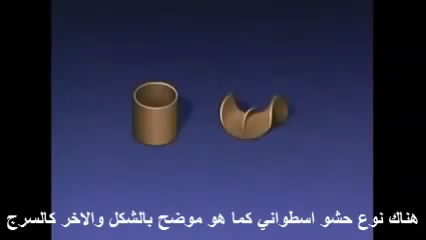 هناك نوع حشو اسطواني كما هو موضح بالشكل والاخر كالسرج